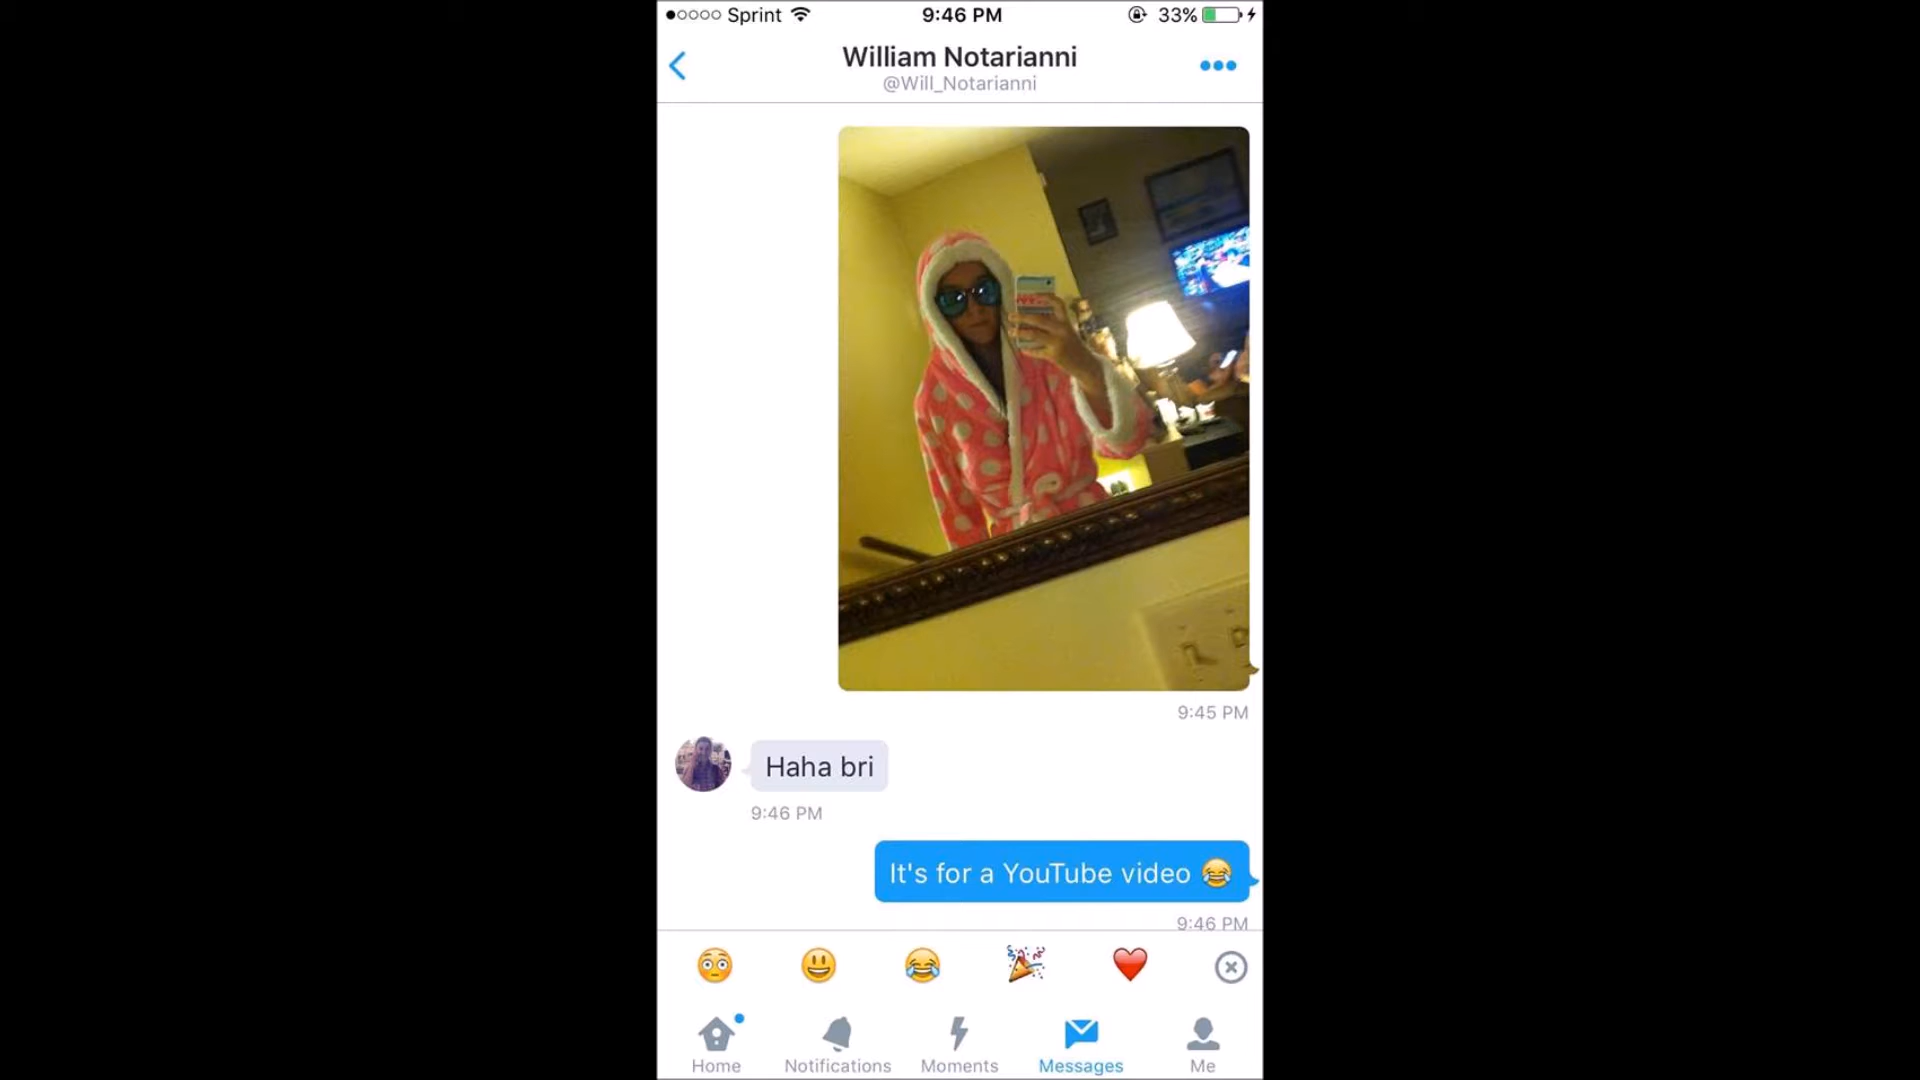 Sprint 9:46 PM 33%
William Notarianni
@Will_Notarianni
9:45 PM
Haha bri
9:46 PM
It's for a YouTube video 😂
9:46 PM
Home Notifications Moments Messages Me